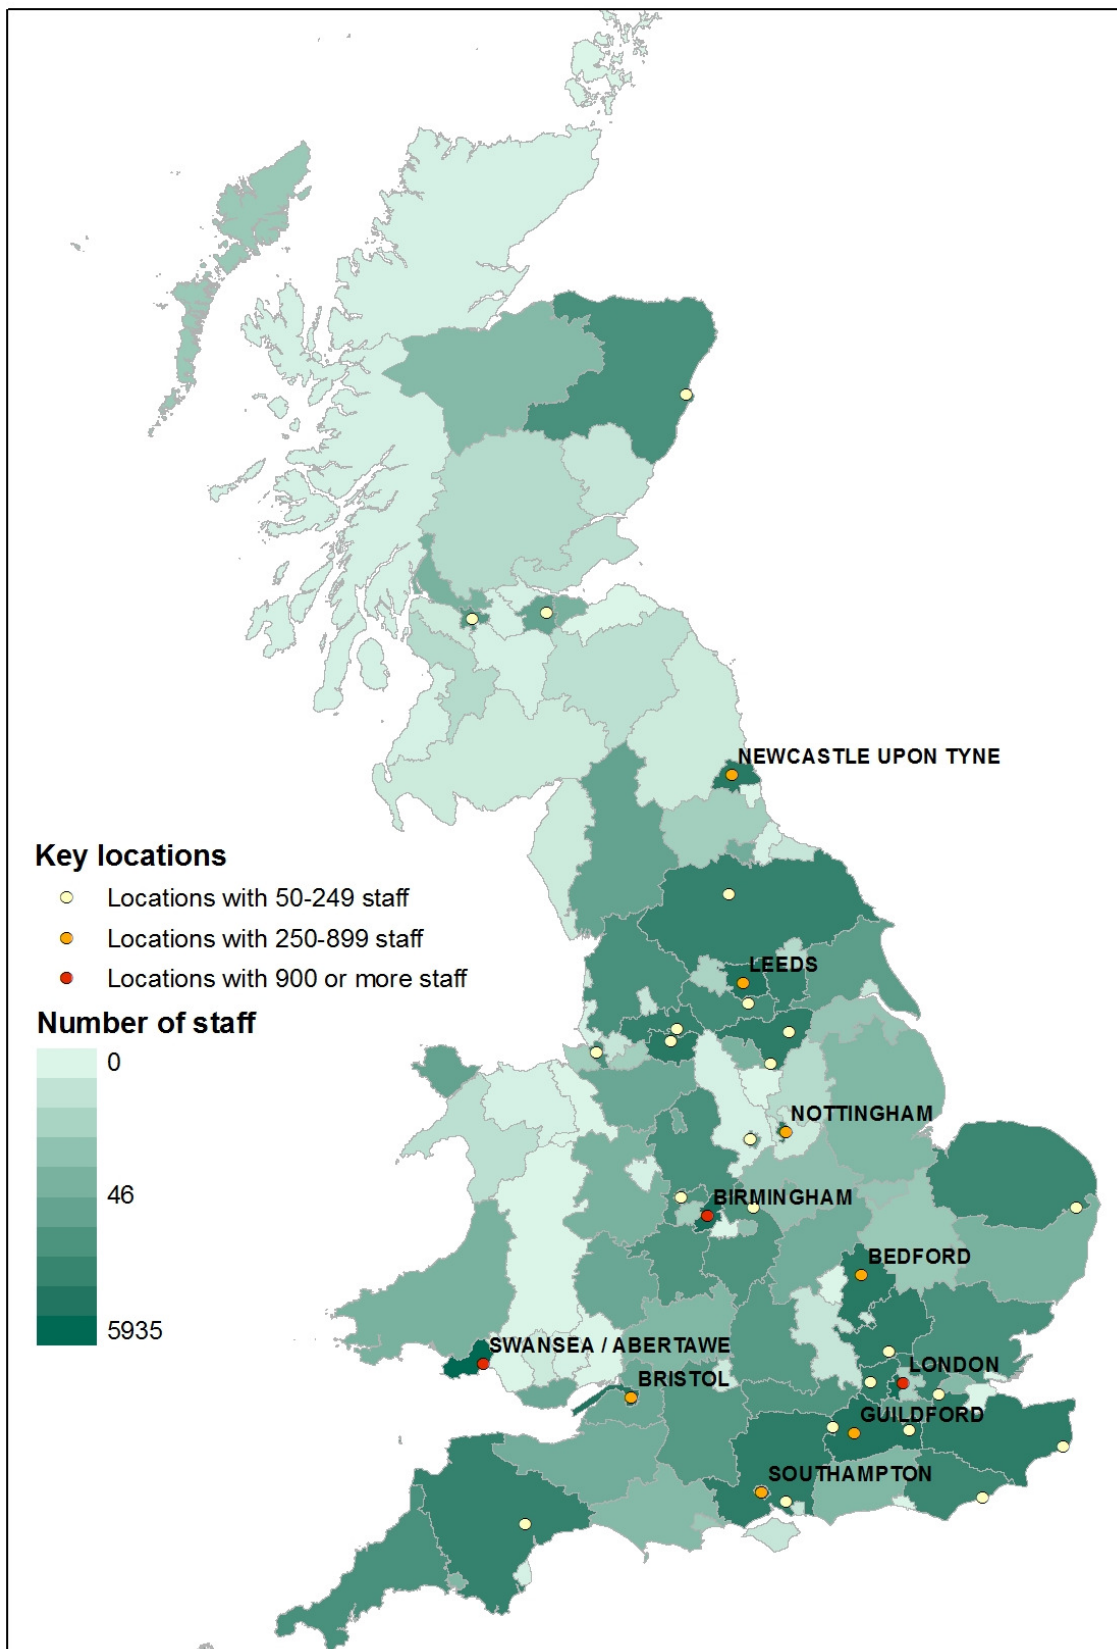 NEWCASTLE UPON TYNE
Key locations
Locations with 50-249 staff
Locations with 250-899 staff
Locations with 900 or more staff
LEEDS
Number of staff
0
46
5935
NOTTINGHAM
BIRMINGHAM
BEDFORD
SWANSEA / ABERTAWE
LONDON
BRISTOL
GUILDFORD
SOUTHAMPTON